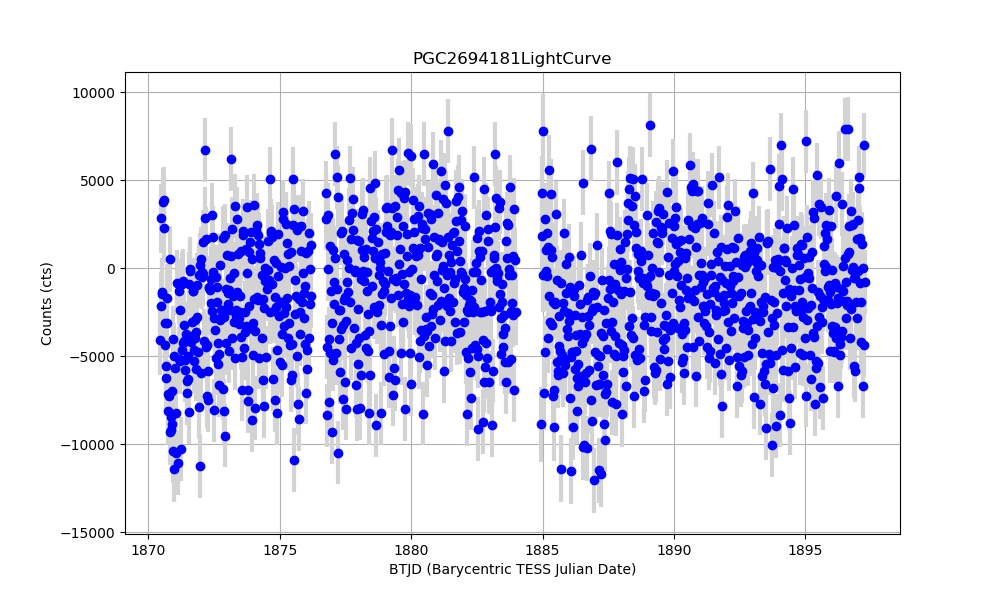 PGC2694181LightCurve
10000
5000
0
−5000
−10000
−15000
Counts (cts)
1870 1875 1880 1885 1890 1895
BTJD (Barycentric TESS Julian Date)